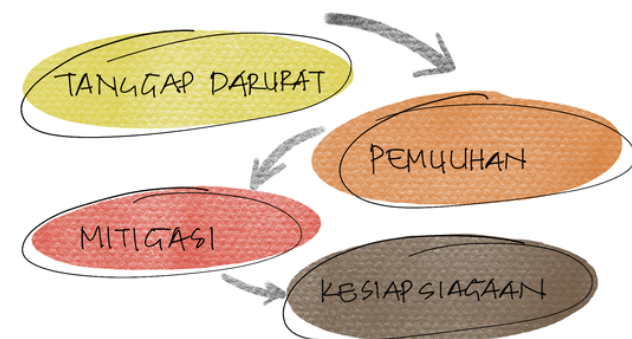 TANGGAP DARURAT
PEMULIHAN
MITIGASI
KESIAPSIAGAAN